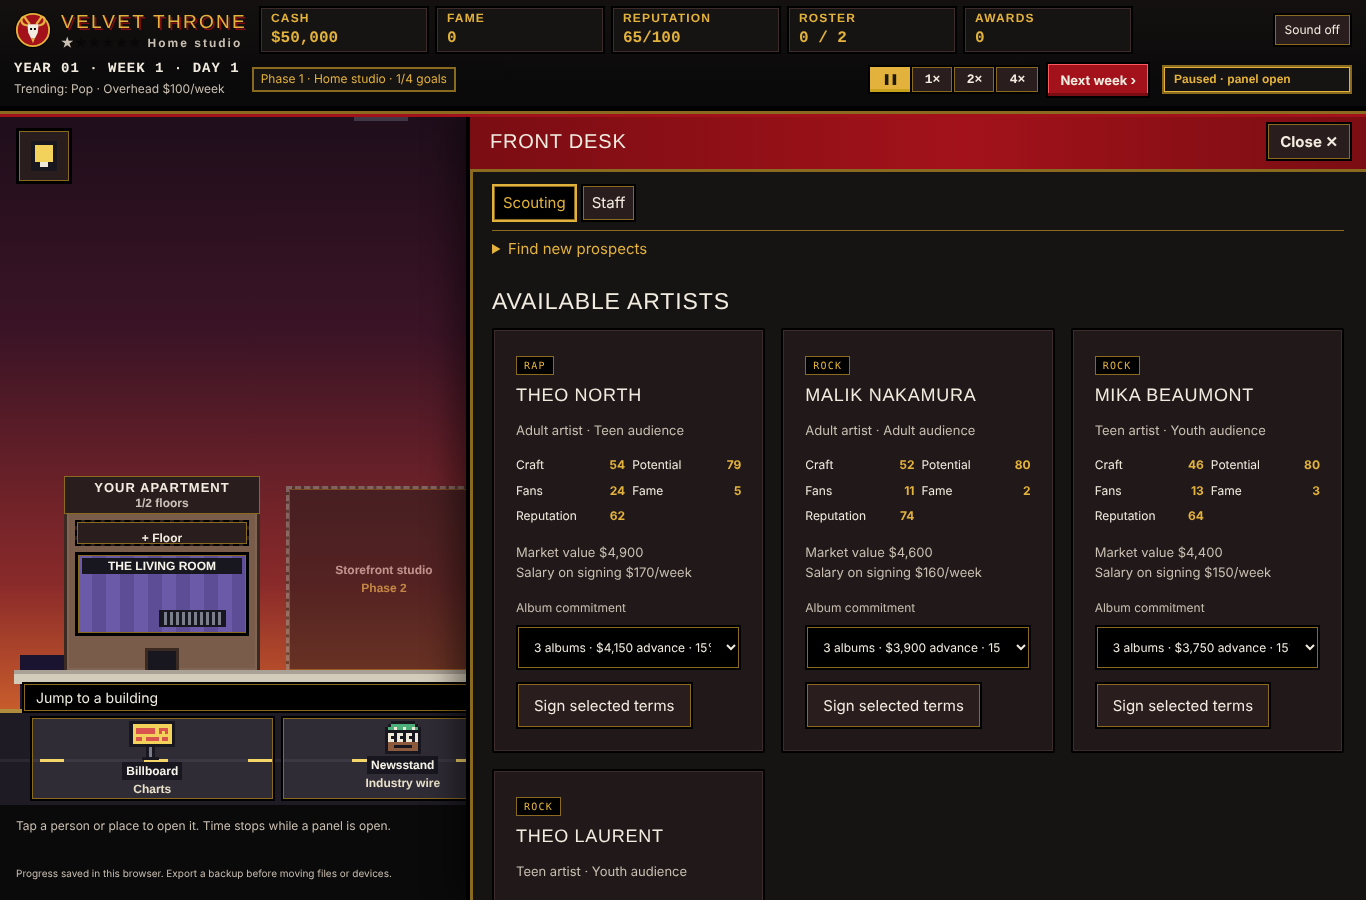 VELVET THRONE
★★★★★★ Home studio
CASH
$50,000
FAME
0
REPUTATION
65/100
ROSTER
0 / 2
AWARDS
0
Sound off
YEAR 01 · WEEK 1 · DAY 1
Trending: Pop · Overhead $100/week
Phase 1 · Home studio · 1/4 goals
1×
2×
4×
Next week ›
Paused · panel open
FRONT DESK
Close ✕
Scouting
Staff
▶ Find new prospects
AVAILABLE ARTISTS
RAP
THEO NORTH
Adult artist · Teen audience
Craft 54 Potential 79
Fans 24 Fame 5
Reputation 62
Market value $4,900
Salary on signing $170/week
Album commitment
3 albums · $4,150 advance · 15%
Sign selected terms
ROCK
MALIK NAKAMURA
Adult artist · Adult audience
Craft 52 Potential 80
Fans 11 Fame 2
Reputation 74
Market value $4,600
Salary on signing $160/week
Album commitment
3 albums · $3,900 advance · 15
Sign selected terms
ROCK
MIKA BEAUMONT
Teen artist · Youth audience
Craft 46 Potential 80
Fans 13 Fame 3
Reputation 64
Market value $4,400
Salary on signing $150/week
Album commitment
3 albums · $3,750 advance · 15
Sign selected terms
ROCK
THEO LAURENT
Teen artist · Youth audience
YOUR APARTMENT
1/2 floors
+ Floor
THE LIVING ROOM
Storefront studio
Phase 2
Jump to a building
Billboard
Charts
Newsstand
Industry wire
Tap a person or place to open it. Time stops while a panel is open.
Progress saved in this browser. Export a backup before moving files or devices.